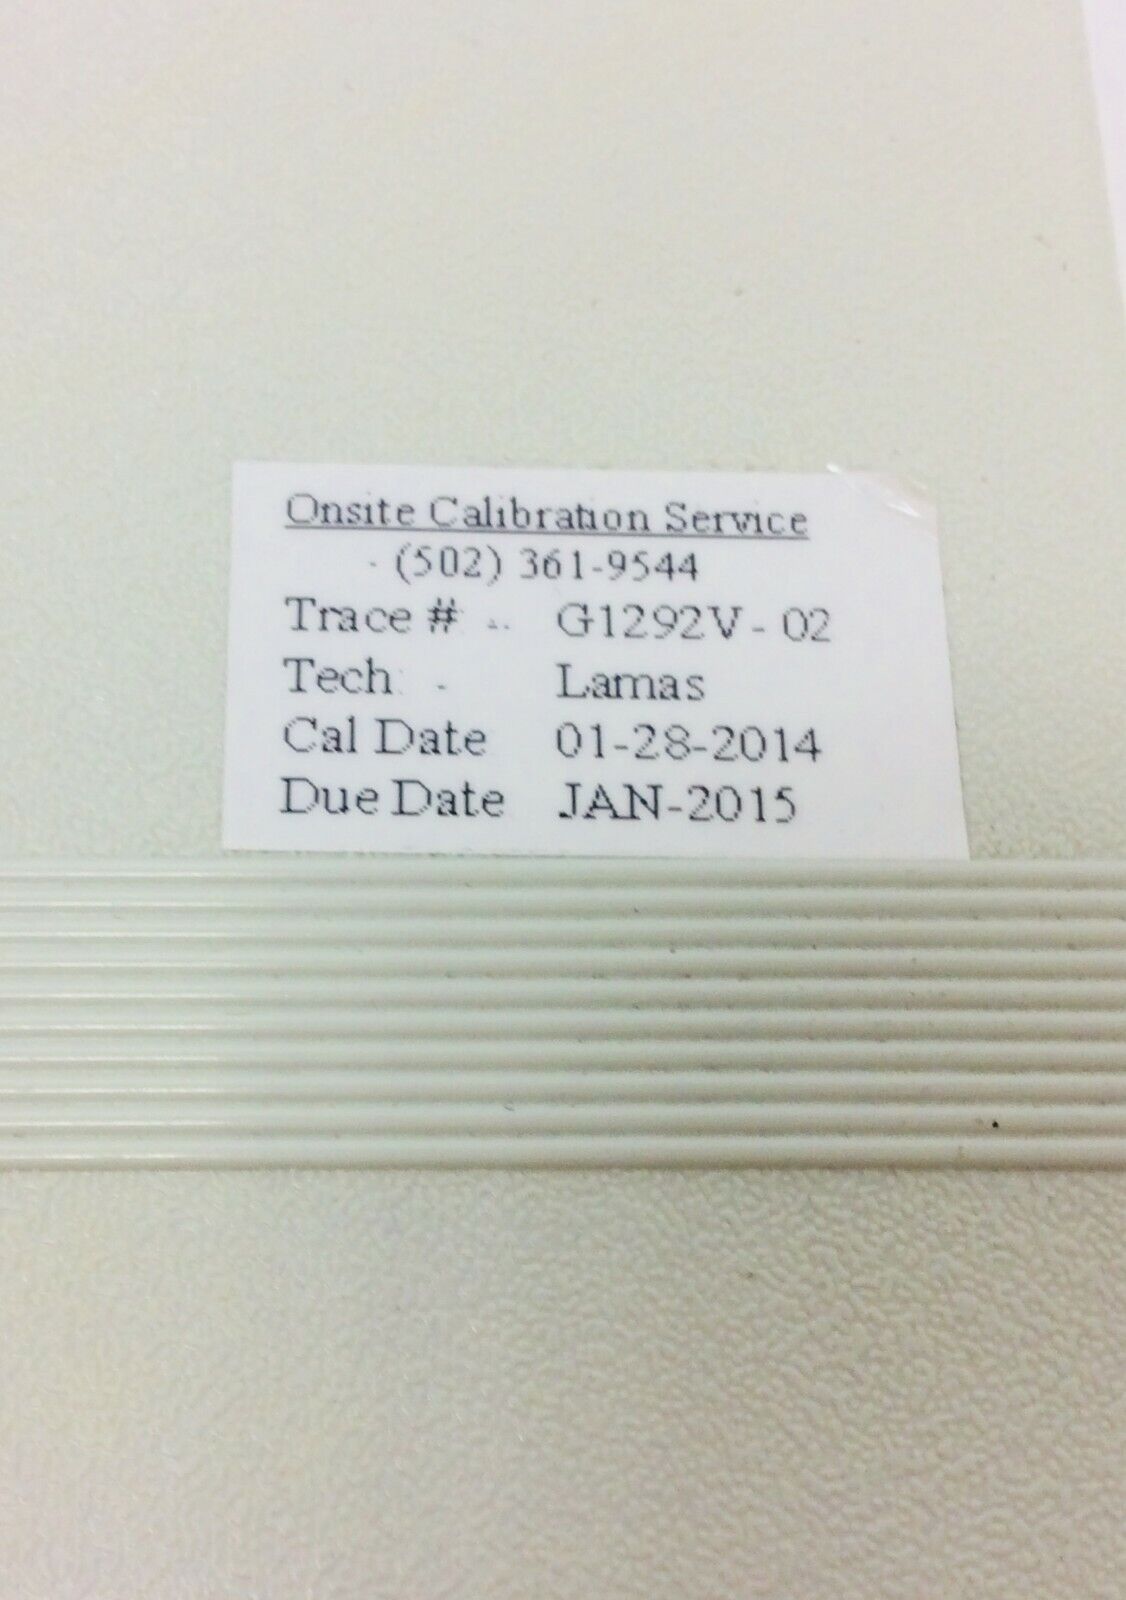 Onsite Calibration Service
(502) 361-9544
Trace # G1292V-02
Tech Lamas
Cal Date 01-28-2014
Due Date JAN-2015